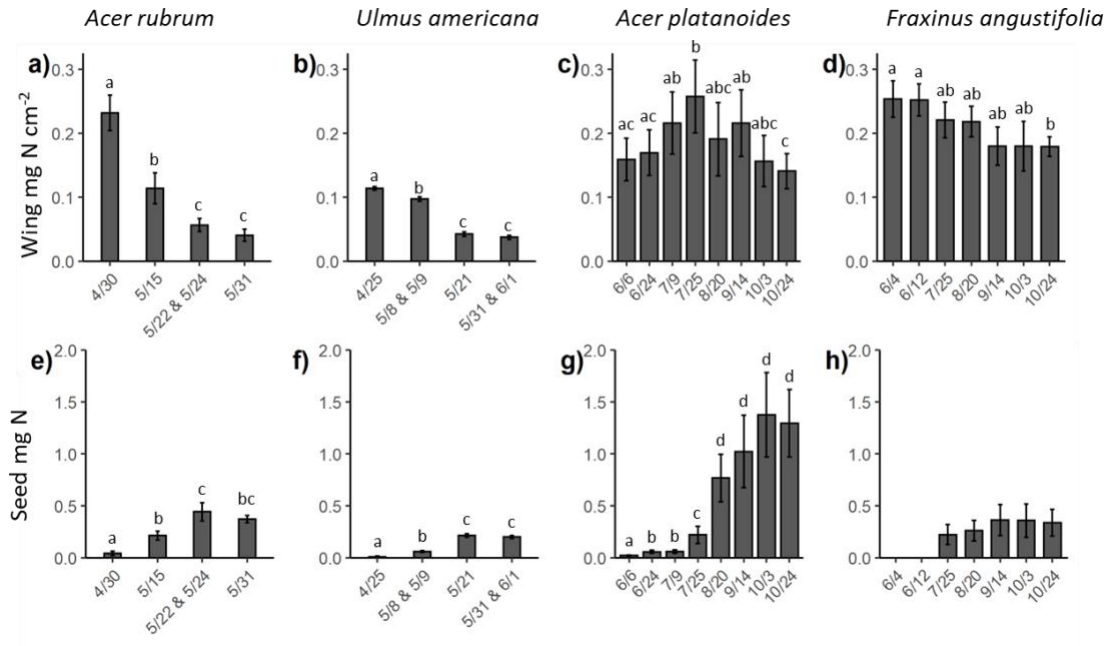 Acer rubrum Ulmus americana Acer platanoides Fraxinus angustifolia
Wing mg N cm⁻²
a) 0.3 0.2 0.1 0.0
a b c c
4/30 5/15 5/22 & 5/24 5/31
b) 0.3 0.2 0.1 0.0
a b c c
4/25 5/8 & 5/9 5/21 5/31 & 6/1
c) 0.3 0.2 0.1 0.0
ac ac ab b abc ab abc c
6/6 6/24 7/9 7/25 8/20 9/14 10/3 10/24
d) 0.3 0.2 0.1 0.0
a a ab ab ab ab b
6/4 6/12 7/25 8/20 9/14 10/3 10/24
Seed mg N
e) 2.0 1.5 1.0 0.5 0.0
a b c bc
4/30 5/15 5/22 & 5/24 5/31
f) 2.0 1.5 1.0 0.5 0.0
a b c c
4/25 5/8 & 5/9 5/21 5/31 & 6/1
g) 2.0 1.5 1.0 0.5 0.0
a b b c d d d d
6/6 6/24 7/9 7/25 8/20 9/14 10/3 10/24
h) 2.0 1.5 1.0 0.5 0.0
6/4 6/12 7/25 8/20 9/14 10/3 10/24